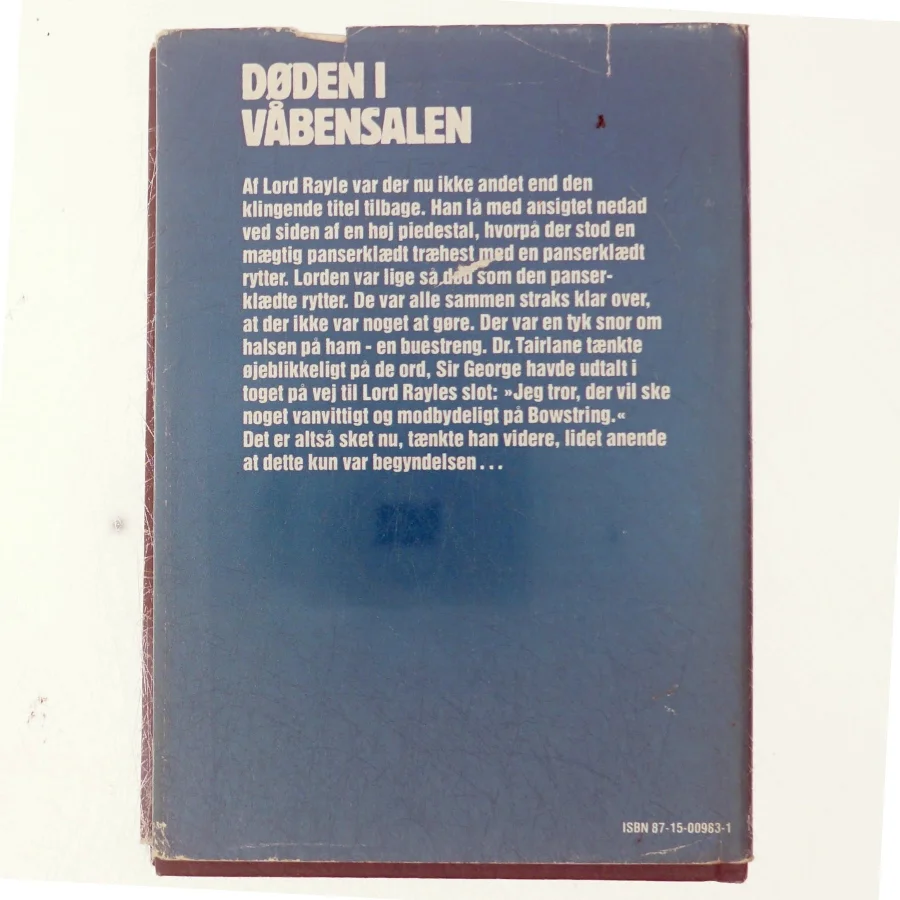 DØDEN I
VÅBENSALEN
Af Lord Rayle var der nu ikke andet end den
klingende titel tilbage. Han lå med ansigtet nedad
ved siden af en høj piedestal, hvorpå der stod en
mægtig panserklædt træhest med en panserklædt
rytter. Lorden var lige så død som den panser-
klædte rytter. De var alle sammen straks klar over,
at der ikke var noget at gøre. Der var en tyk snor om
halsen på ham - en buestreng. Dr. Tairlane tænkte
øjeblikkeligt på de ord, Sir George havde udtalt i
toget på vej til Lord Rayles slot: »Jeg tror, der vil ske
noget vanvittigt og modbydeligt på Bowstring.«
Det er altså sket nu, tænkte han videre, lidet anende
at dette kun var begyndelsen...
ISBN 87-15-00963-1